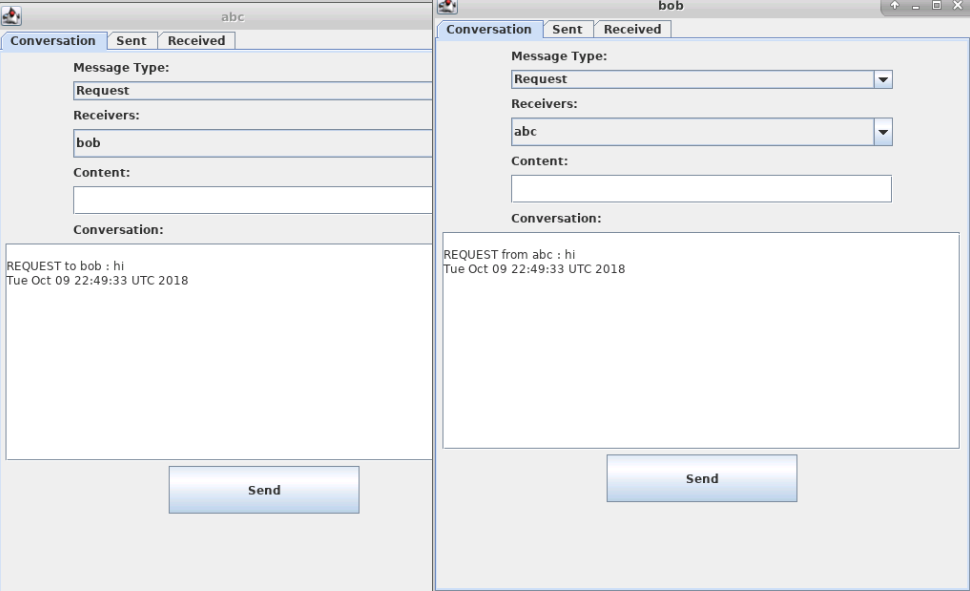 abc
Conversation Sent Received
Message Type:
Request
Receivers:
bob
Content:
Conversation:
REQUEST to bob : hi
Tue Oct 09 22:49:33 UTC 2018
Send
bob
Conversation Sent Received
Message Type:
Request
Receivers:
abc
Content:
Conversation:
REQUEST from abc : hi
Tue Oct 09 22:49:33 UTC 2018
Send